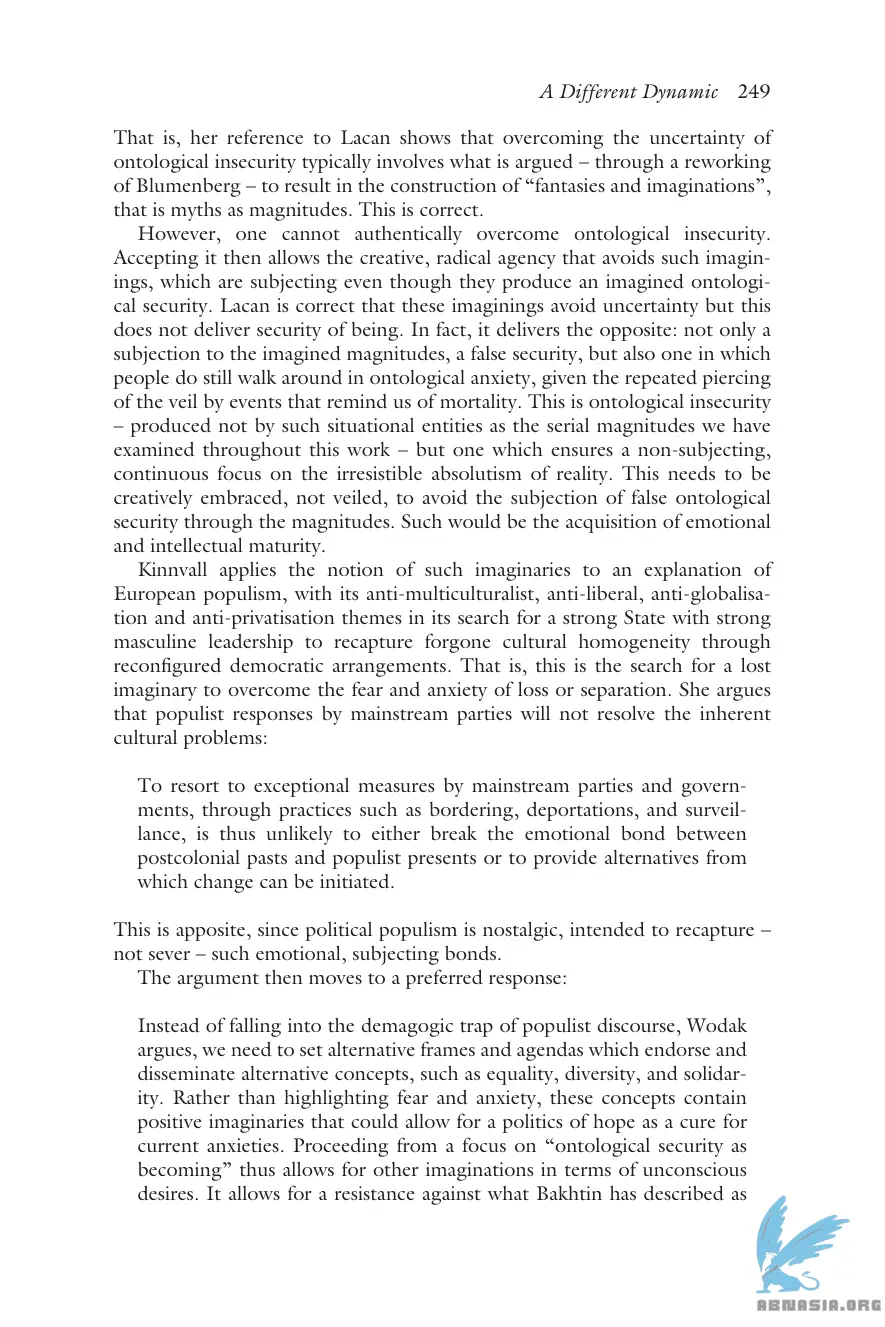 A Different Dynamic 249
That is, her reference to Lacan shows that overcoming the uncertainty of
ontological insecurity typically involves what is argued – through a reworking
of Blumenberg – to result in the construction of “fantasies and imaginations”,
that is myths as magnitudes. This is correct.
However, one cannot authentically overcome ontological insecurity.
Accepting it then allows the creative, radical agency that avoids such imagin-
ings, which are subjecting even though they produce an imagined ontologi-
cal security. Lacan is correct that these imaginings avoid uncertainty but this
does not deliver security of being. In fact, it delivers the opposite: not only a
subjection to the imagined magnitudes, a false security, but also one in which
people do still walk around in ontological anxiety, given the repeated piercing
of the veil by events that remind us of mortality. This is ontological insecurity
– produced not by such situational entities as the serial magnitudes we have
examined throughout this work – but one which ensures a non-subjecting,
continuous focus on the irresistible absolutism of reality. This needs to be
creatively embraced, not veiled, to avoid the subjection of false ontological
security through the magnitudes. Such would be the acquisition of emotional
and intellectual maturity.
Kinnvall applies the notion of such imaginaries to an explanation of
European populism, with its anti-multiculturalist, anti-liberal, anti-globalisa-
tion and anti-privatisation themes in its search for a strong State with strong
masculine leadership to recapture forgone cultural homogeneity through
reconfigured democratic arrangements. That is, this is the search for a lost
imaginary to overcome the fear and anxiety of loss or separation. She argues
that populist responses by mainstream parties will not resolve the inherent
cultural problems:
To resort to exceptional measures by mainstream parties and govern-
ments, through practices such as bordering, deportations, and surveil-
lance, is thus unlikely to either break the emotional bond between
postcolonial pasts and populist presents or to provide alternatives from
which change can be initiated.
This is apposite, since political populism is nostalgic, intended to recapture –
not sever – such emotional, subjecting bonds.
The argument then moves to a preferred response:
Instead of falling into the demagogic trap of populist discourse, Wodak
argues, we need to set alternative frames and agendas which endorse and
disseminate alternative concepts, such as equality, diversity, and solidar-
ity. Rather than highlighting fear and anxiety, these concepts contain
positive imaginaries that could allow for a politics of hope as a cure for
current anxieties. Proceeding from a focus on “ontological security as
becoming” thus allows for other imaginations in terms of unconscious
desires. It allows for a resistance against what Bakhtin has described as
ABNASIA.ORG